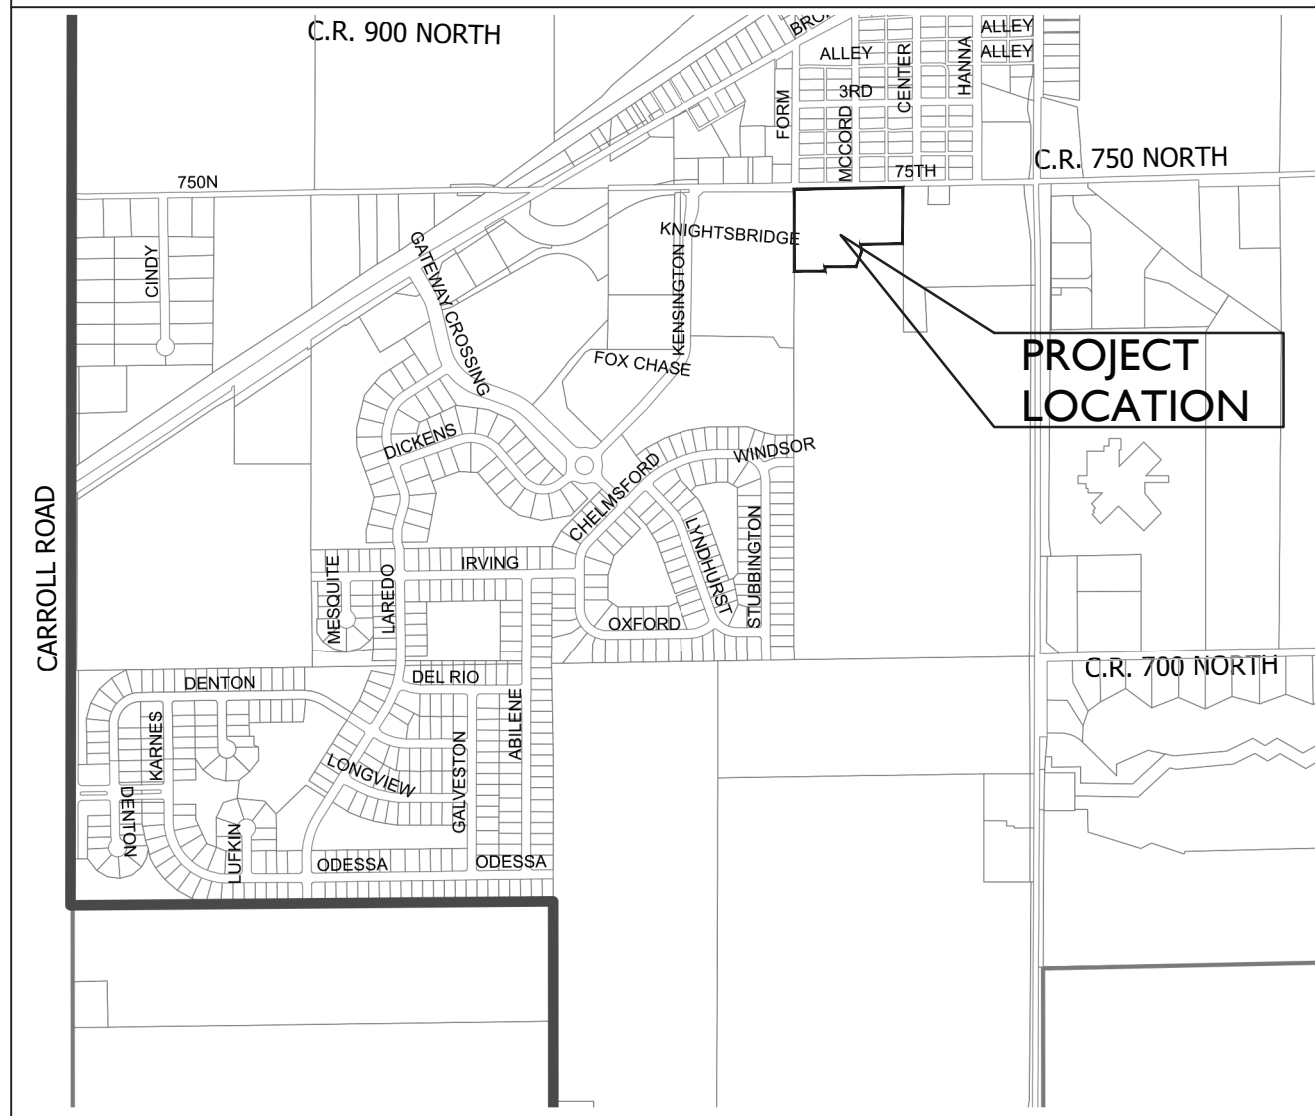 C.R. 900 NORTH
ALLEY
ALLEY
ALLEY
3RD
FORM
MCCORD
CENTER
HANNA
C.R. 750 NORTH
75TH
750N
CINDY
GATEWAY CROSSING
KNIGHTSBRIDGE
KENSINGTON
FOX CHASE
PROJECT
LOCATION
DICKENS
WINDSOR
CHELMSFORD
LYNDHURST
STUBBINGTON
CARROLL ROAD
IRVING
MESQUITE
LAREDO
OXFORD
C.R. 700 NORTH
DENTON
DEL RIO
KARNES
ABILENE
LONGVIEW
GALVESTON
DENTON
LUFKIN
ODESSA
ODESSA